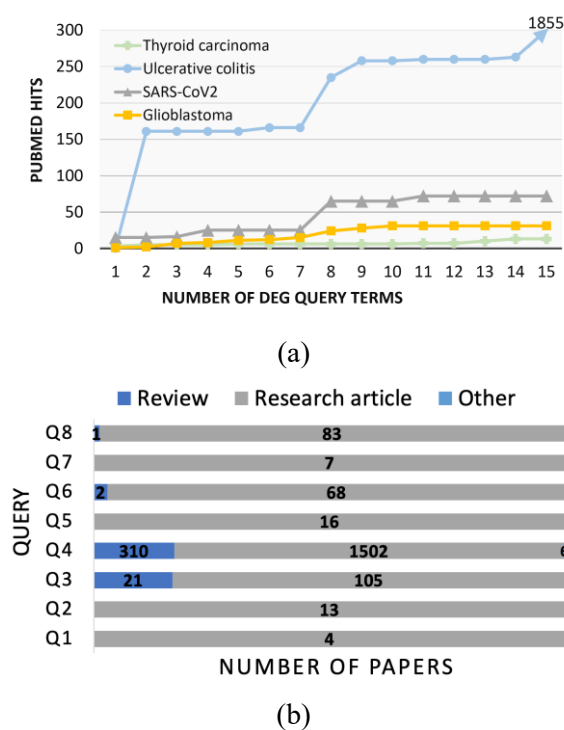 1855
300
250
200
150
100
50
0
PUBMED HITS
Thyroid carcinoma
Ulcerative colitis
SARS-CoV2
Glioblastoma
1 2 3 4 5 6 7 8 9 10 11 12 13 14 15
NUMBER OF DEG QUERY TERMS
(a)
Review Research article Other
QUERY
Q8 1 83
Q7 7
Q6 2 68
Q5 16
Q4 310 1502
Q3 21 105
Q2 13
Q1 4
NUMBER OF PAPERS
(b)